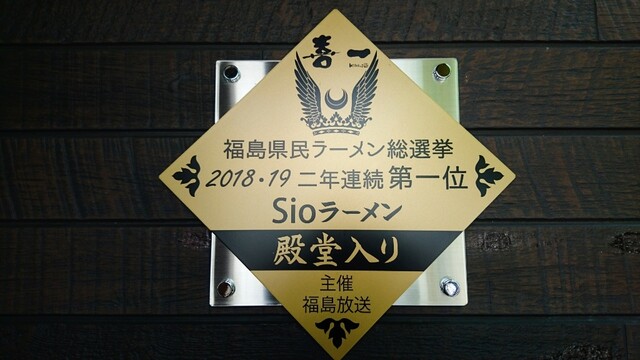 喜一
福島県民ラーメン総選挙
2018・19 二年連続 第一位
Sioラーメン
殿堂入り
主催
福島放送